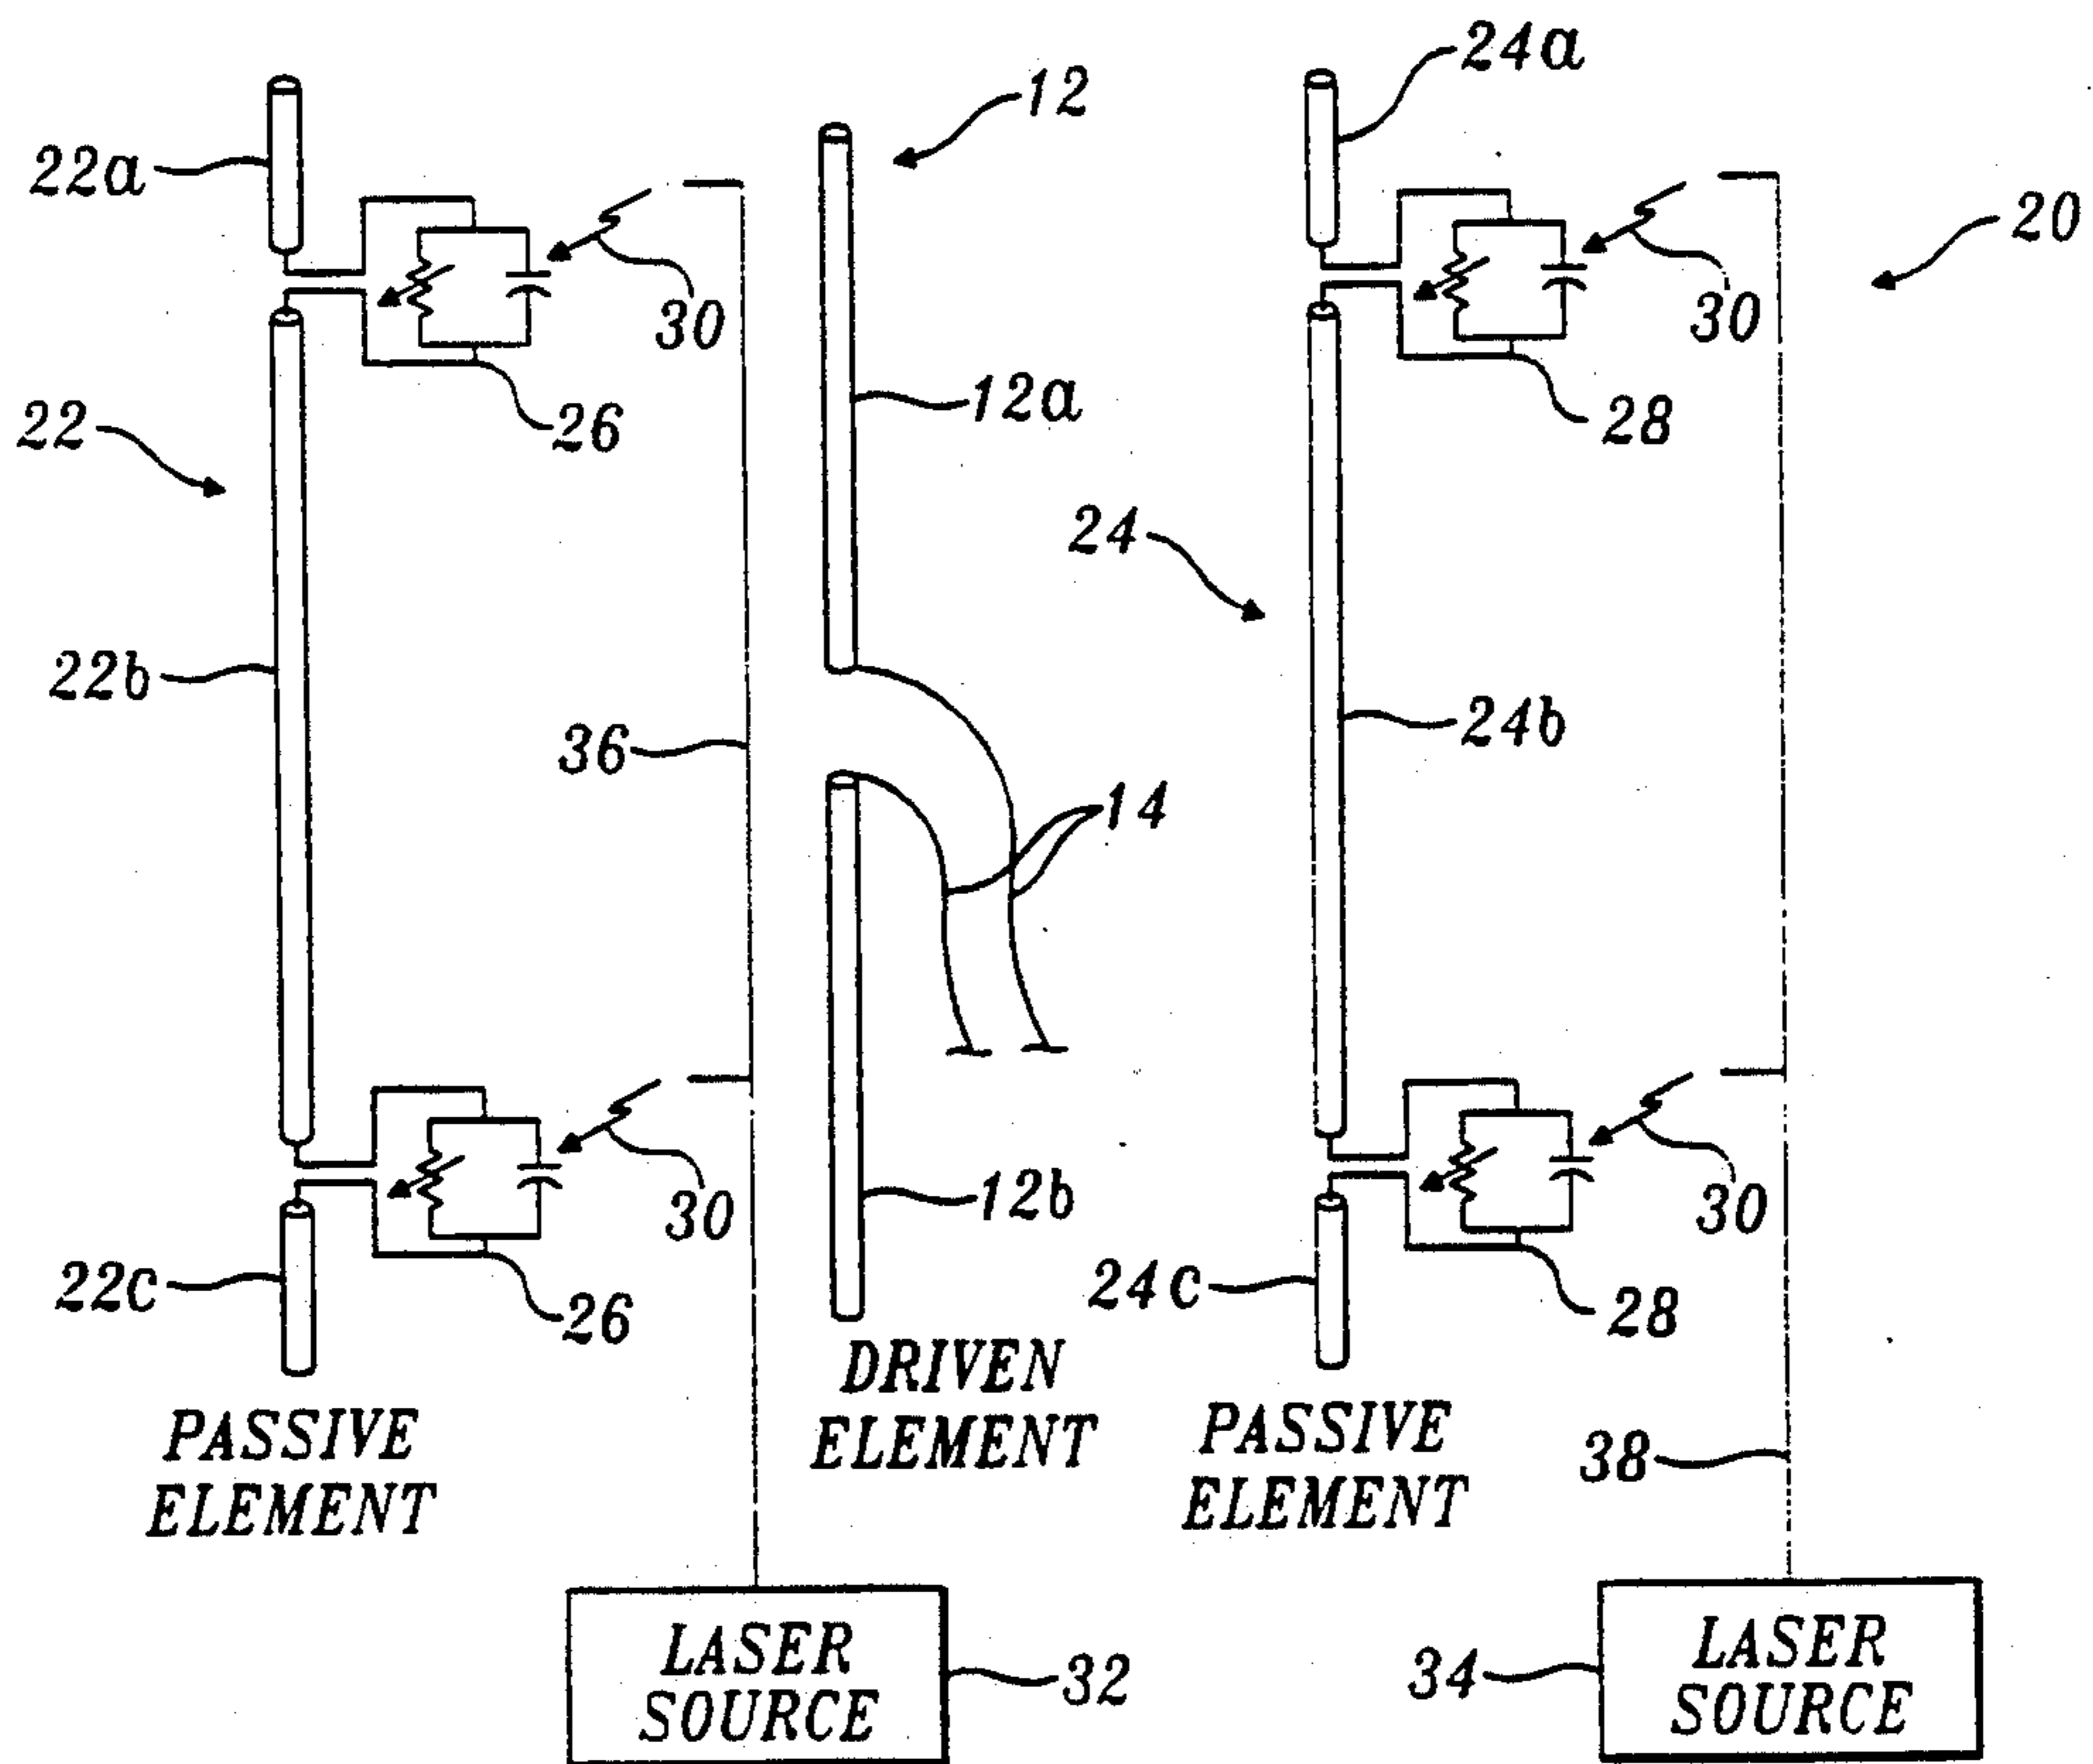 24a
12
22a
20
30
30
12a
26
28
22
24
22b
24b
36
14
30
12b
30
22c
24c
26
28
DRIVEN
ELEMENT
PASSIVE
ELEMENT
PASSIVE
ELEMENT
38
LASER
SOURCE
32
34
LASER
SOURCE